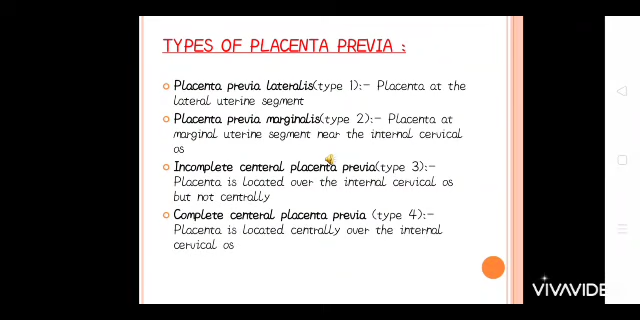 TYPES OF PLACENTA PREVIA :
Placenta previa lateralis(type 1):- Placenta at the
lateral uterine segment
Placenta previa marginalis(type 2):- Placenta at
marginal uterine segment near the internal cervical
os
Incomplete centeral placenta previa(type 3):-
Placenta is located over the internal cervical os
but not centrally
Complete centeral placenta previa (type 4):-
Placenta is located centrally over the internal
cervical os
VIVAVIDE